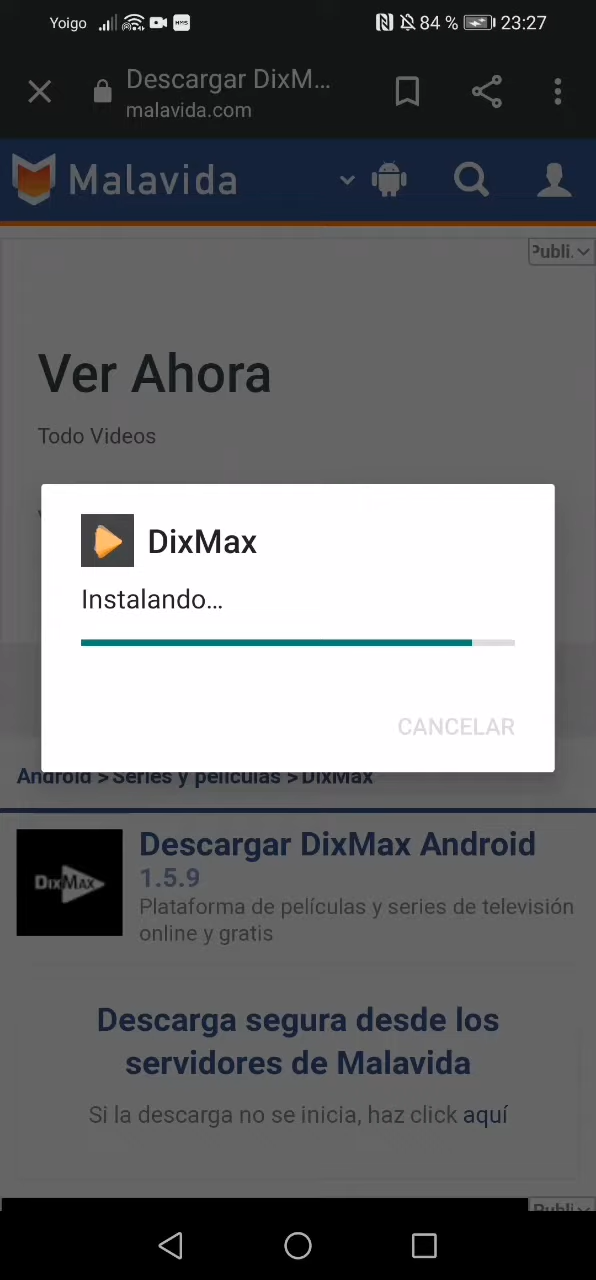 Yoigo 84 % 23:27
Descargar DixM...
malavida.com
Malavida
Publi.
Ver Ahora
Todo Videos
DixMax
Instalando...
CANCELAR
Android > Series y películas > DixMax
DixMax
Descargar DixMax Android
1.5.9
Plataforma de películas y series de televisión
online y gratis
Descarga segura desde los
servidores de Malavida
Si la descarga no se inicia, haz click aquí
Publi.